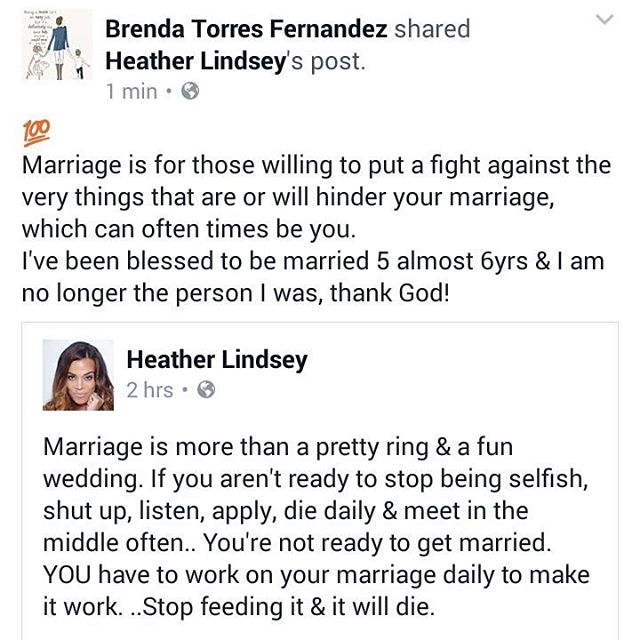 Brenda Torres Fernandez shared
Heather Lindsey's post.
1 min •
💯
Marriage is for those willing to put a fight against the
very things that are or will hinder your marriage,
which can often times be you.
I've been blessed to be married 5 almost 6yrs & I am
no longer the person I was, thank God!
Heather Lindsey
2 hrs •
Marriage is more than a pretty ring & a fun
wedding. If you aren't ready to stop being selfish,
shut up, listen, apply, die daily & meet in the
middle often.. You're not ready to get married.
YOU have to work on your marriage daily to make
it work. ..Stop feeding it & it will die.